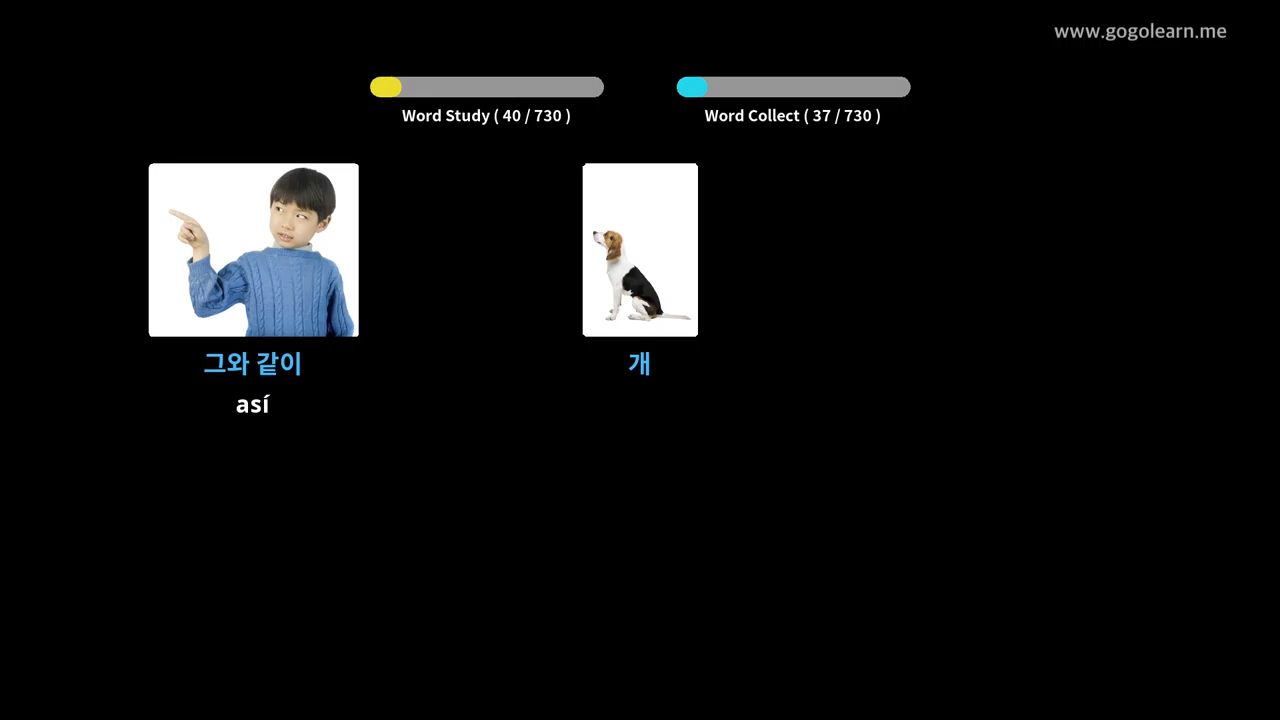 www.gogolearn.me
Word Study ( 40 / 730 )
Word Collect ( 37 / 730 )
그와 같이
así
개